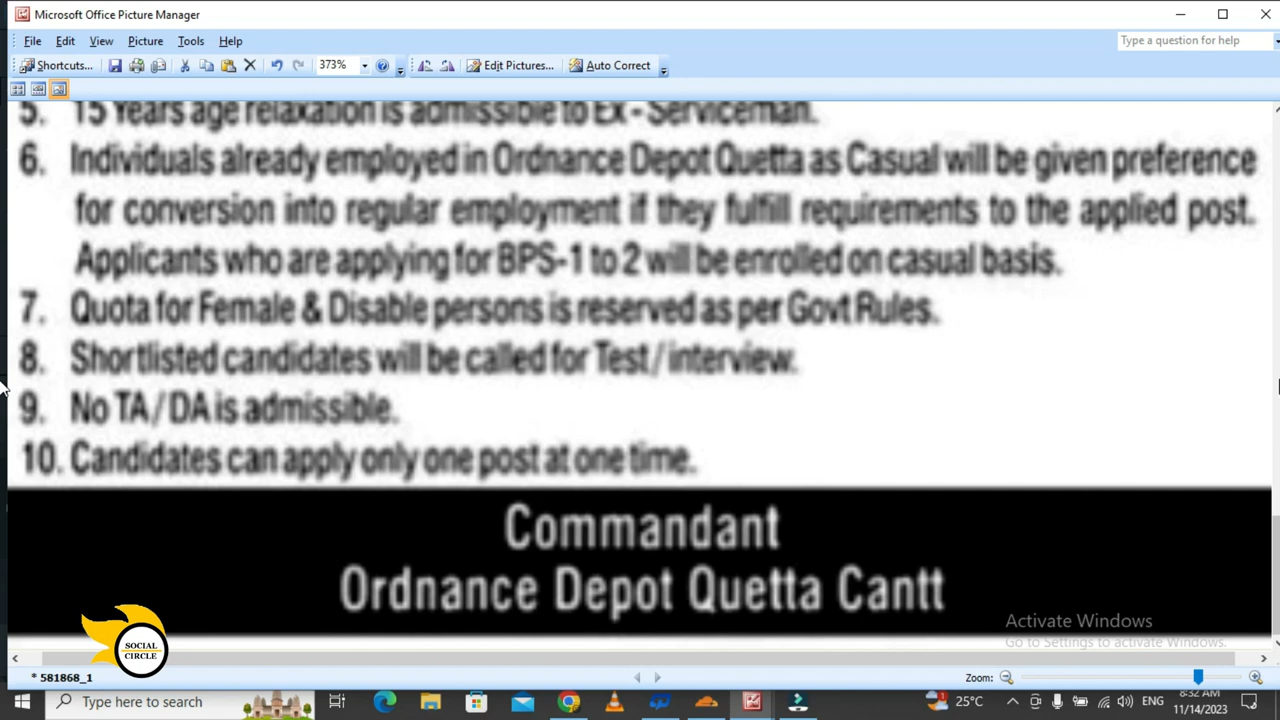 Microsoft Office Picture Manager
File Edit View Picture Tools Help
Type a question for help
Shortcuts... 373% Edit Pictures... Auto Correct
5. 15 Years age relaxation is admissible to Ex - Serviceman.
6. Individuals already employed in Ordnance Depot Quetta as Casual will be given preference
for conversion into regular employment if they fulfill requirements to the applied post.
Applicants who are applying for BPS-1 to 2 will be enrolled on casual basis.
7. Quota for Female & Disable persons is reserved as per Govt Rules.
8. Shortlisted candidates will be called for Test / interview.
9. No TA / DA is admissible.
10. Candidates can apply only one post at one time.
Commandant
Ordnance Depot Quetta Cantt
SOCIAL
CIRCLE
Activate Windows
Go to Settings to activate Windows.
* 581868_1
Zoom:
Type here to search
1
25°C
ENG
8:32 AM
11/14/2023